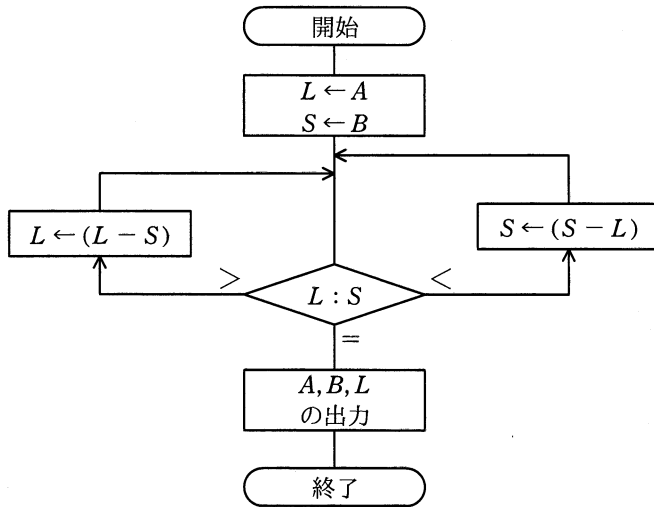 開始
L ← A
S ← B
L ← (L − S)
S ← (S − L)
>
<
L : S
=
A, B, L
の出力
終了